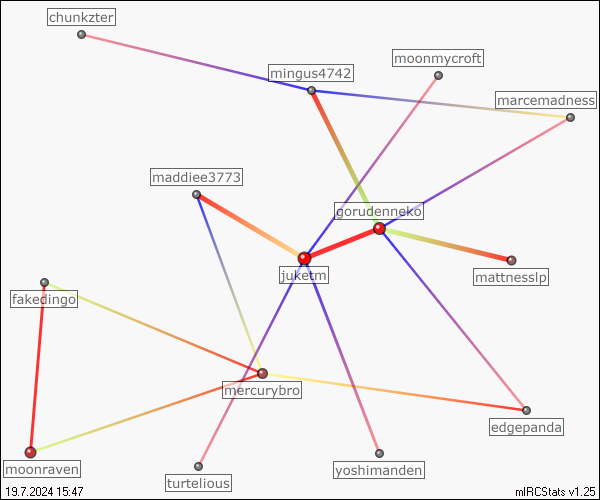 chunkzter
moonmycroft
mingus4742
marcemadness
maddiee3773
gorudenneko
juketm
mattnesslp
fakedingo
mercurybro
edgepanda
moonraven
yoshimanden
turtelious
19.7.2024 15:47
mIRCStats v1.25